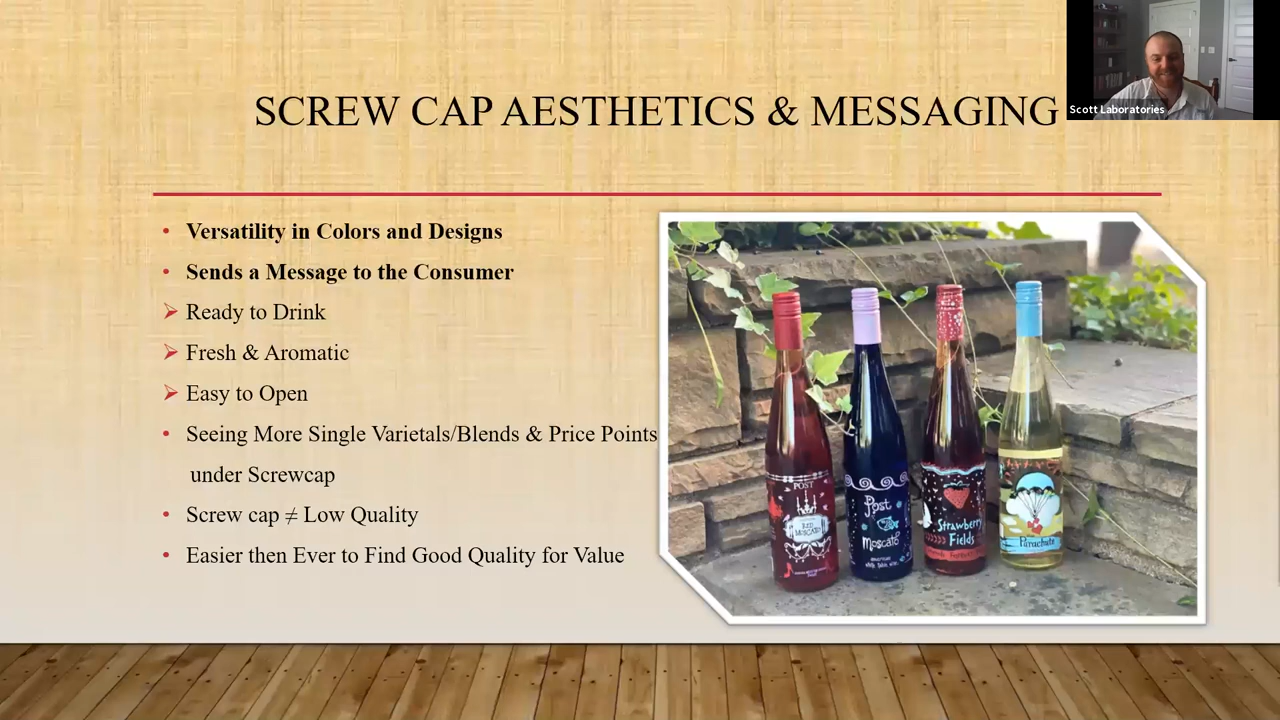 SCREW CAP AESTHETICS & MESSAGING
Scott Laboratories
• Versatility in Colors and Designs
• Sends a Message to the Consumer
➢ Ready to Drink
➢ Fresh & Aromatic
➢ Easy to Open
• Seeing More Single Varietals/Blends & Price Points
under Screwcap
• Screw cap ≠ Low Quality
• Easier then Ever to Find Good Quality for Value
POST
RED
MOSCATO
Post
Moscato
Strawberry
Fields
Parachute